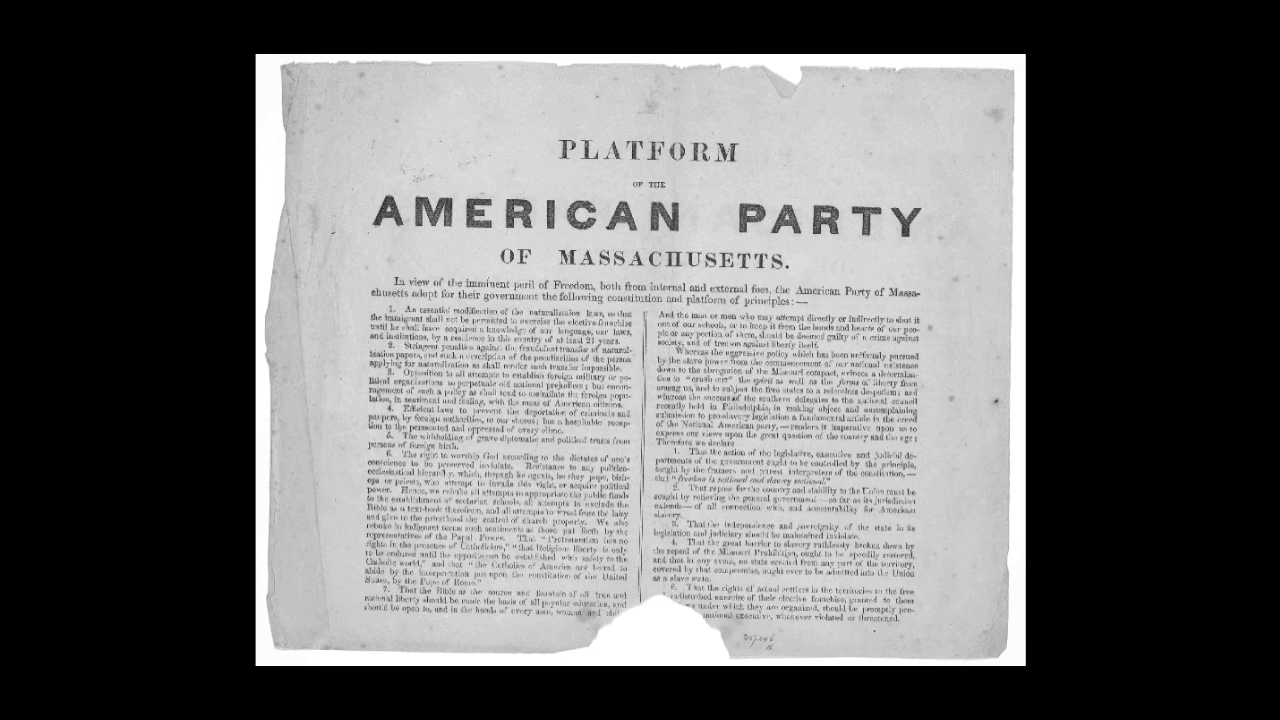 PLATFORM
OF THE
AMERICAN PARTY
OF MASSACHUSETTS.
In view of the imminent peril of Freedom, both from internal and external foes, the American Party of Massa-
chusetts adopt for their government the following constitution and platform of principles:—
1. An essential modification of the naturalization laws, so that
the immigrant shall not be permitted to exercise the elective franchise
until he shall have acquired a knowledge of our language, our laws,
and institutions, by a residence in this country of at least 21 years.
2. Stringent penalties against the fraudulent transfer of natural-
ization papers, and such a description of the peculiarities of the person
applying for naturalization as shall render such transfer impossible.
3. Opposition to all attempts to establish foreign military or po-
litical organizations to perpetuate old national prejudices; but encou-
ragement of such a policy as shall tend to assimilate the foreign popu-
lation, in sentiment and feeling, with the mass of American citizens.
4. Efficient laws to prevent the deportation of criminals and
paupers, by foreign authorities, to our shores; but a hospitable recep-
tion to the persecuted and oppressed of every clime.
5. The withholding of grave diplomatic and political trusts from
persons of foreign birth.
6. The right to worship God according to the dictates of one's
conscience to be preserved inviolate. Resistance to any politico-
ecclesiastical hierarchy, which, through its agents, be they pope, bish-
ops or priests, who attempt to invade this right, or acquire political
power. Hence, we rebuke all attempts to appropriate the public funds
to the establishment of sectarian schools, all attempts to exclude the
Bible as a text-book therefrom, and all attempts to wrest from the laity
and give to the priesthood the control of church property. We also
rebuke in indignant terms such sentiments as those put forth by the
representatives of the Papal Power. That "Protestantism has no
rights in the presence of Catholicism," "that Religious liberty is only
to be endured until the opposite can be established with safety to the
Catholic world," and that "the Catholics of America are bound to
abide by the interpretation put upon the constitution of the United
States, by the Pope of Rome."
7. That the Bible as the source and fountain of all true and
rational liberty should be made the basis of all popular education, and
should be open to, and in the hands of every man, woman and
And the man or men who may attempt directly or indirectly to shut it
out of our schools, or to keep it from the hands and hearts of our peo-
ple or any portion of them, should be deemed guilty of a crime against
society, and of treason against liberty itself.
Whereas the aggressive policy which has been uniformly pursued
by the slave power from the commencement of our national existence
down to the abrogation of the Missouri compact, evinces a determina-
tion to "crush out" the spirit as well as the forms of liberty from
among us, and to subject the free states to a relentless despotism; and
whereas the success of the southern delegates to the national council
recently held in Philadelphia, in making abject and uncomplaining
submission to pro-slavery legislation a fundamental article in the creed
of the National American party,—renders it imperative upon us to
express our views upon the great question of the country and the age;
Therefore we declare
1. That the action of the legislative, executive and judicial de-
partments of the government ought to be controlled by the principle,
taught by the framers and purest interpreters of the constitution,—
that "freedom is national and slavery sectional."
2. That repose for the country and stability to the Union must be
sought by relieving the general government—so far as its jurisdiction
extends—of all connection with, and accountability for American
slavery.
3. That the independence and sovereignty of the state in its
legislation and judiciary should be maintained inviolate.
4. That the great barrier to slavery ruthlessly broken down by
the repeal of the Missouri Prohibition, ought to be speedily restored,
and that in any event, no state erected from any part of the territory,
covered by that compromise, ought ever to be admitted into the Union
as a slave state.
5. That the rights of actual settlers in the territories to the free
exercise of their elective franchise, granted to them
under which they are organized, should be promptly pro-
national executive, whenever violated or threatened.